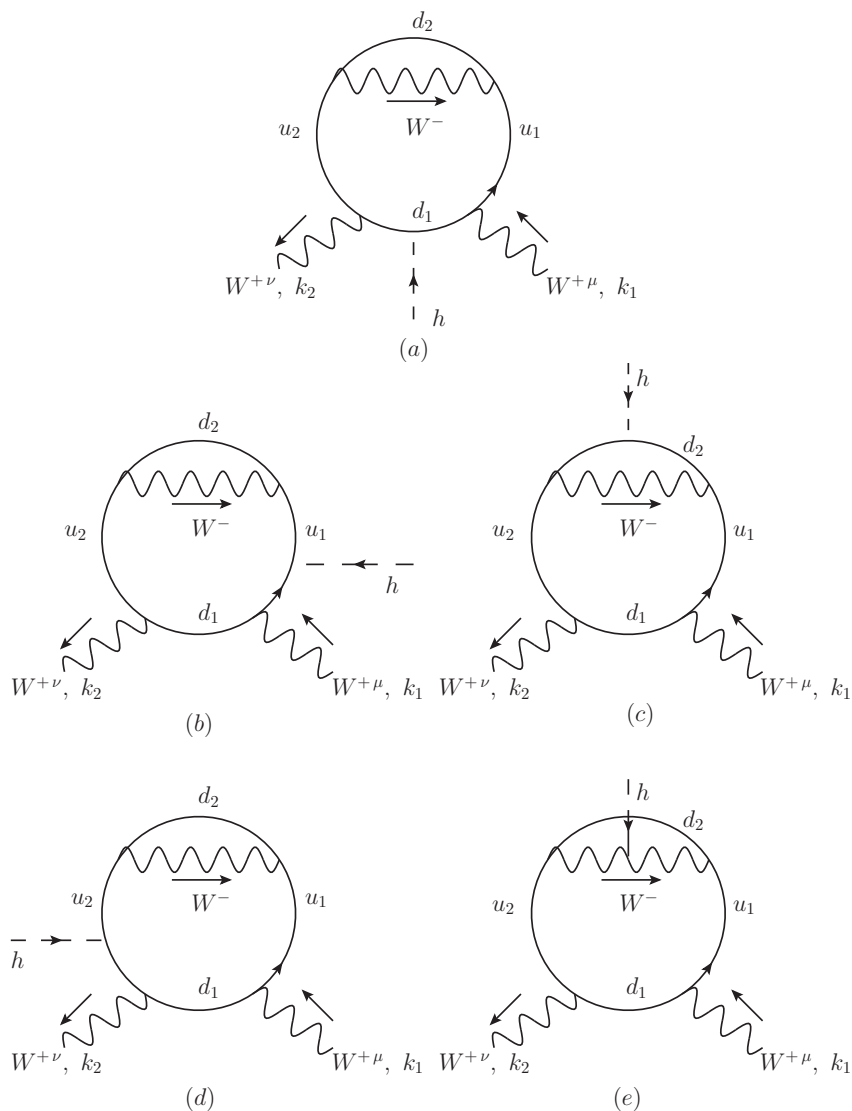 d₂
W⁻
u₂ u₁
d₁
W⁺ᵛ, k₂ W⁺ᵘ, k₁
h
(a)
h
d₂ d₂
W⁻ W⁻
u₂ u₁ u₂ u₁
h
d₁ d₁
W⁺ᵛ, k₂ W⁺ᵘ, k₁ W⁺ᵛ, k₂ W⁺ᵘ, k₁
(b) (c)
h
d₂ d₂
W⁻ W⁻
u₂ u₁ u₂ u₁
h
d₁ d₁
W⁺ᵛ, k₂ W⁺ᵘ, k₁ W⁺ᵛ, k₂ W⁺ᵘ, k₁
(d) (e)